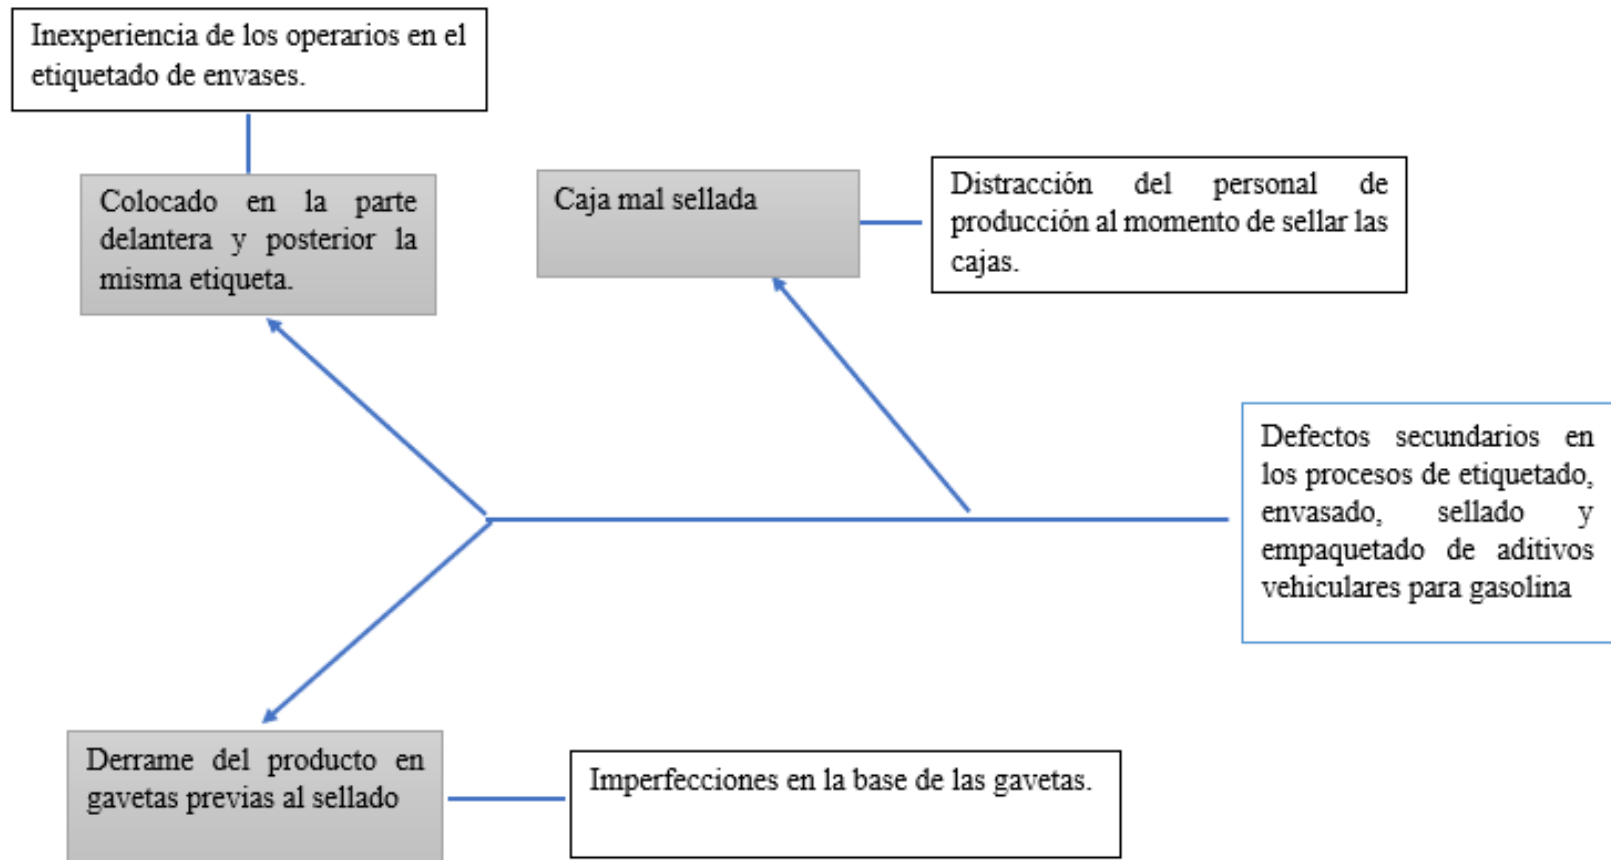 Inexperiencia de los operarios en el
etiquetado de envases.
Colocado en la parte
delantera y posterior la
misma etiqueta.
Caja mal sellada
Distracción del personal de
producción al momento de sellar las
cajas.
Defectos secundarios en
los procesos de etiquetado,
envasado, sellado y
empaquetado de aditivos
vehiculares para gasolina
Derrame del producto en
gavetas previas al sellado
Imperfecciones en la base de las gavetas.